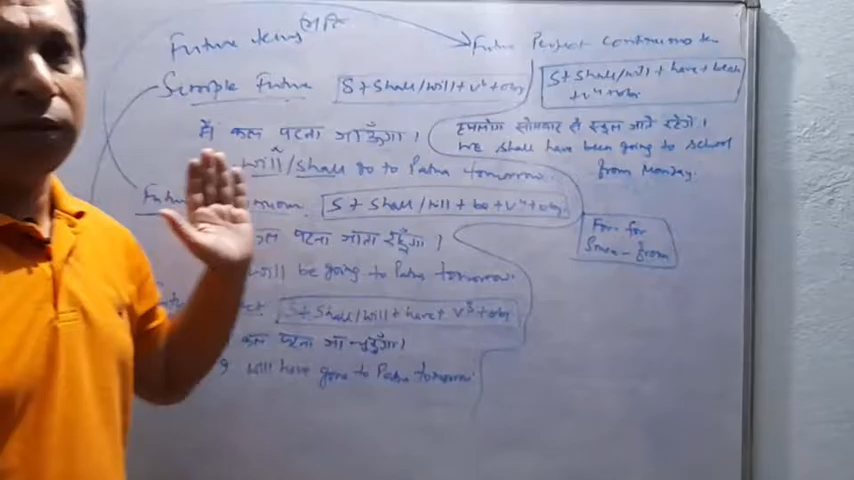 Future tense
Simple Future S+ Shall/will + v¹ + obj
मैं कल पटना जाऊँगा।
will/shall go to Patna tomorrow.
Future S + Shall/will + be + v⁴ + obj
कल पटना जाता रहूँगा।
will be going to Patna tomorrow.
S+ Shall/will + have + v³ + obj
कल पटना जा चुकूँगा।
I will have gone to Patna tomorrow.
Future Perfect continuous ten
S+ Shall/will + have + been
+ v⁴ + obj
हमलोग सोमवार से स्कूल जाते रहेंगे।
We shall have been going to school
from Monday.
For- for
Since - from